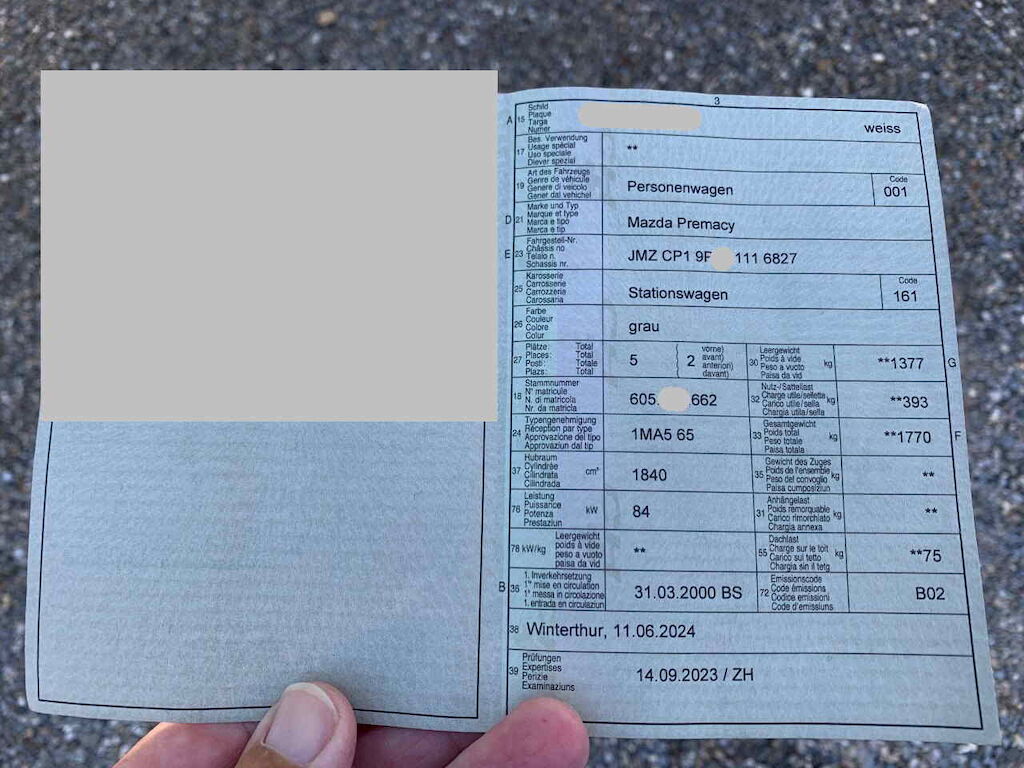 3
A 15 Schild
Plaque
Targa
Numer
weiss
17 Bes. Verwendung
Usage spécial
Uso speciale
Diever spezial
**
19 Art des Fahrzeugs
Genre de véhicule
Genere di veicolo
Gener dal vehichel
Personenwagen
Code
001
D 21 Marke und Typ
Marque et type
Marca e tipo
Marca e tip
Mazda Premacy
E 23 Fahrgestell-Nr.
Châssis no
Telaio n.
Schassis nr.
JMZ CP1 9F 111 6827
25 Karosserie
Carrosserie
Carrozzeria
Carossaria
Stationswagen
Code
161
26 Farbe
Couleur
Colore
Colur
grau
27 Plätze: Total
Places: Total
Posti: Totale
Plazs: Total
5
2
vorne)
avant)
anteriori)
davant)
30 Leergewicht
Poids à vide
Peso a vuoto
Paisa da vid
kg
**1377
G
18 Stammnummer
N° matricule
N. di matricola
Nr. da matricla
605. .662
32 Nutz-/Sattellast
Charge utile/sellette
Carico utile/sella
Chargia utila/sella
kg
**393
24 Typengenehmigung
Réception par type
Approvazione del tipo
Approvaziun dal tip
1MA5 65
33 Gesamtgewicht
Poids total
Peso totale
Paisa totala
kg
**1770
F
37 Hubraum
Cylindrée
Cilindrata
Cilindrada
cm³
1840
35 Gewicht des Zuges
Poids de l'ensemble
Peso del convoglio
Paisa cumposiziun
kg
**
76 Leistung
Puissance
Potenza
Prestaziun
kW
84
31 Anhängelast
Poids remorquable
Carico rimorchiato
Chargia annexa
kg
**
78 kW/kg
Leergewicht
poids à vide
peso a vuoto
paisa da vid
**
55 Dachlast
Charge sur le toit
Carico sul tetto
Chargia sin il tetg
kg
**75
B 36 1. Inverkehrsetzung
1re mise en circulation
1a messa in circolazione
1. entrada en circulaziun
31.03.2000 BS
72 Emissionscode
Code émissions
Codice emissioni
Code d'emissiuns
B02
38 Winterthur, 11.06.2024
39 Prüfungen
Expertises
Perizie
Examinaziuns
14.09.2023 / ZH